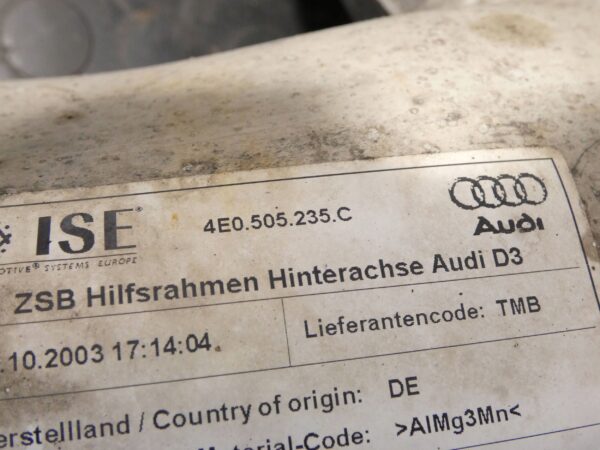 ISE® 4E0.505.235.C Audi
OTIVE® SYSTEMS EUROPE
ZSB Hilfsrahmen Hinterachse Audi D3
.10.2003 17:14:04 Lieferantencode: TMB
erstellland / Country of origin: DE
Material-Code: >AlMg3Mn<